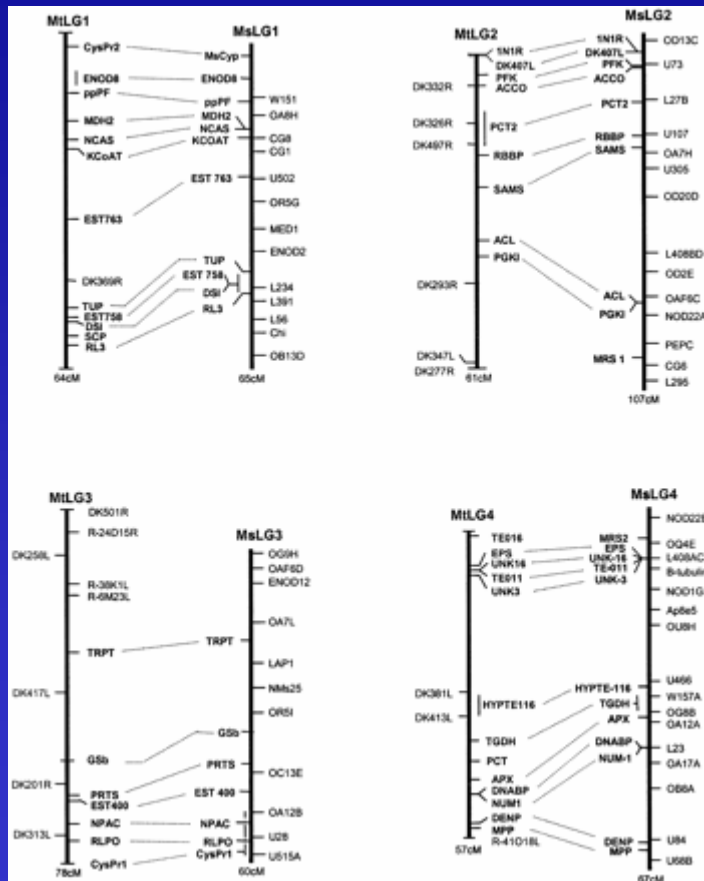 MtLG1
CysPr2
ENOD8
ppPF
MDH2
NCAS
KCoAT
EST763
DK369R
TUP
EST758
DSI
SCP
RL3
64cM
MsLG1
MsCyp
ENOD8
ppPF
MDH2
NCAS
KCOAT
EST 763
TUP
EST 758
DSI
RL3
W151
OA8H
CG8
CG1
U502
OR5G
MED1
ENOD2
L234
L391
L56
Chi
OB13D
65cM
MtLG2
DK332R
DK326R
DK497R
DK293R
DK347L
DK277R
1N1R
DK407L
PFK
ACCO
PCT2
RBBP
SAMS
ACL
PGKI
61cM
MsLG2
1N1R
DK407L
PFK
ACCO
PCT2
RBBP
SAMS
ACL
PGKI
MRS 1
OD13C
U73
L27B
U107
OA7H
U305
OD20D
L408BD
OD2E
OAF6C
NOD22A
PEPC
CG6
L295
107cM
MtLG3
DK258L
DK417L
DK201R
DK313L
DK501R
R-24D15R
R-38K1L
R-6M23L
TRPT
GSb
PRTS
EST400
NPAC
RLPO
CysPr1
78cM
MsLG3
TRPT
GSb
PRTS
EST 400
NPAC
RLPO
CysPr1
OG9H
OAF6D
ENOD12
OA7L
LAP1
NMs25
OR5I
OC13E
OA12B
U28
U515A
60cM
MtLG4
DK381L
DK413L
TE016
EPS
UNK16
TE011
UNK3
HYPTE116
TGDH
PCT
APX
DNABP
NUM1
DENP
MPP
R-41O18L
57cM
MsLG4
MRS2
EPS
UNK-16
TE-011
UNK-3
HYPTE-116
TGDH
APX
DNABP
NUM-1
DENP
MPP
OQ4E
L408AC
NOD1G
Ap8e5
OU8H
U466
W157A
OG8B
OA12A
L23
OA17A
OB6A
U84
U68B